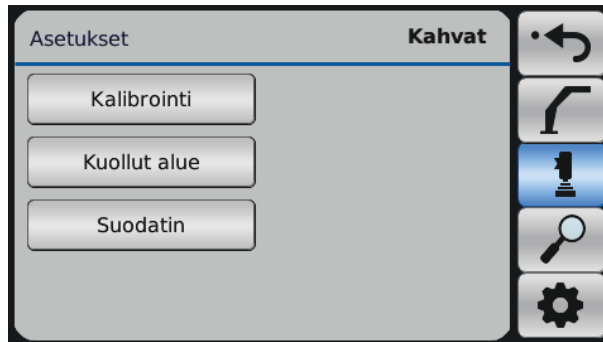 Asetukset Kahvat
Kalibrointi
Kuollut alue
Suodatin